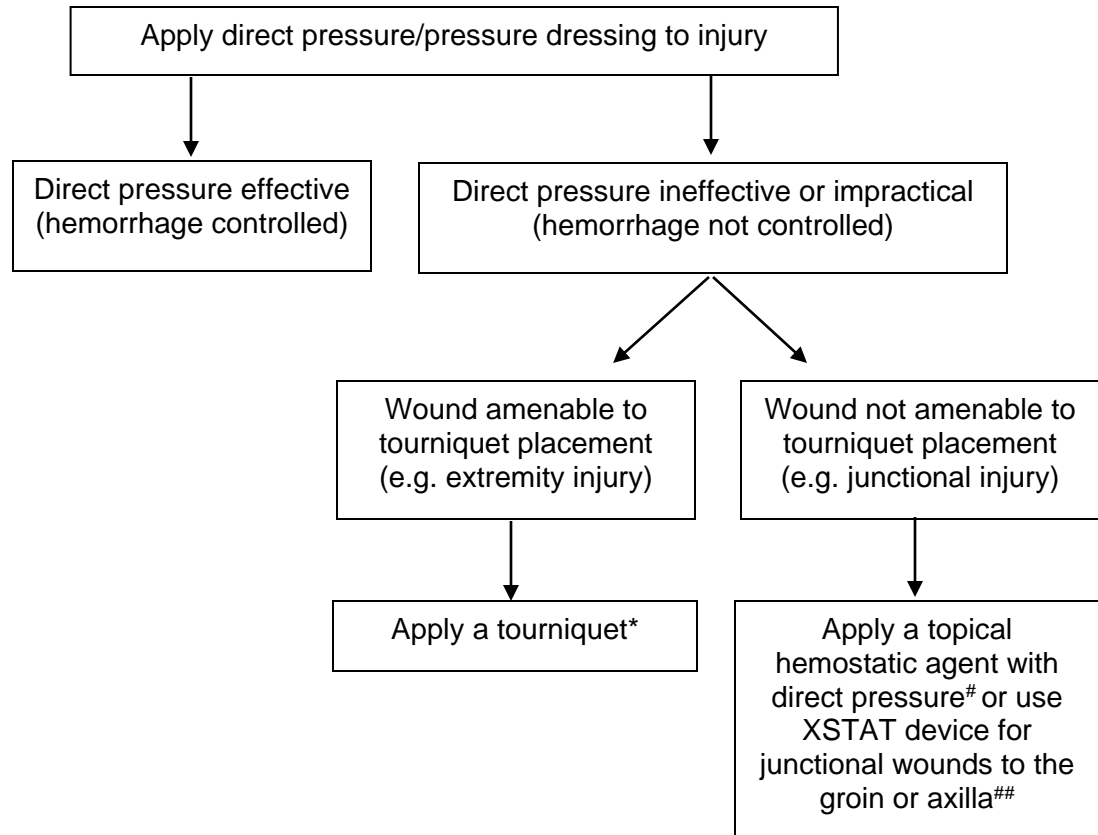 Apply direct pressure/pressure dressing to injury
Direct pressure effective
(hemorrhage controlled)
Direct pressure ineffective or impractical
(hemorrhage not controlled)
Wound amenable to
tourniquet placement
(e.g. extremity injury)
Wound not amenable to
tourniquet placement
(e.g. junctional injury)
Apply a tourniquet*
Apply a topical
hemostatic agent with
direct pressure# or use
XSTAT device for
junctional wounds to the
groin or axilla##